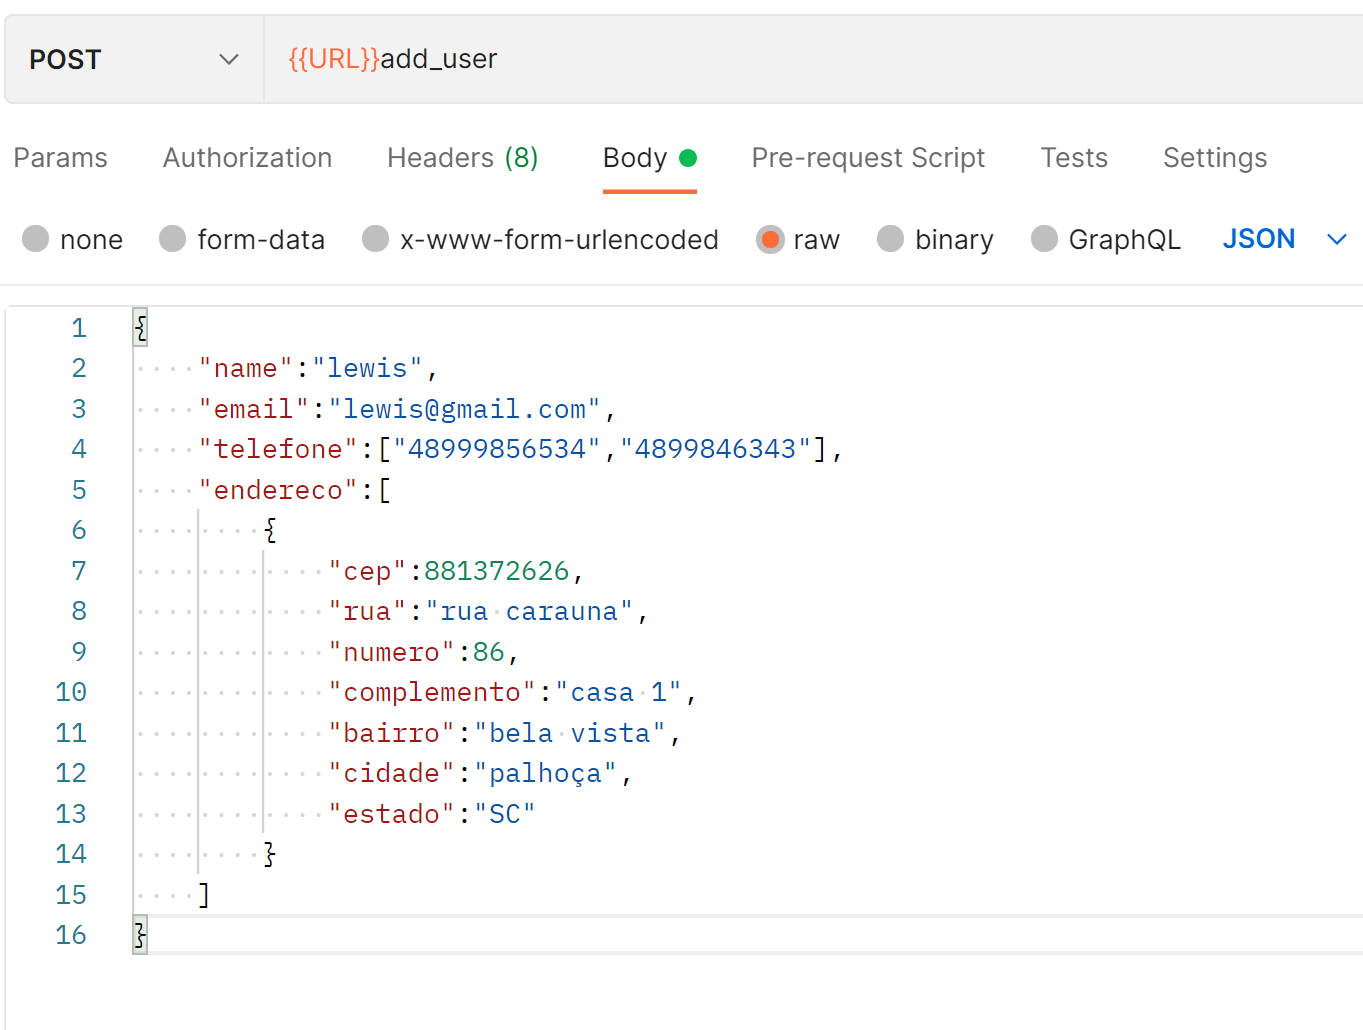 POST {{URL}}add_user
Params Authorization Headers (8) Body Pre-request Script Tests Settings
none form-data x-www-form-urlencoded raw binary GraphQL JSON
1 {
2 "name":"lewis",
3 "email":"lewis@gmail.com",
4 "telefone":["48999856534","4899846343"],
5 "endereco":[
6 {
7 "cep":881372626,
8 "rua":"rua carauna",
9 "numero":86,
10 "complemento":"casa 1",
11 "bairro":"bela vista",
12 "cidade":"palhoça",
13 "estado":"SC"
14 }
15 ]
16 }